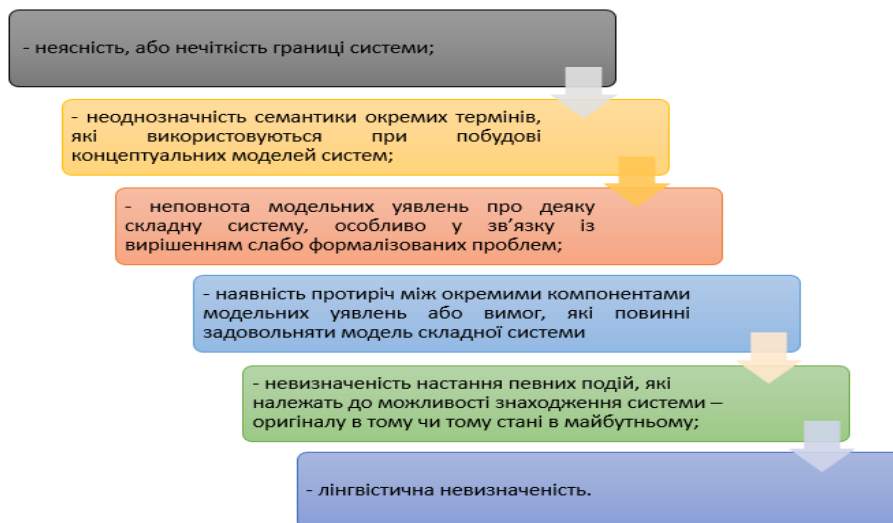 - неясність, або нечіткість границі системи;
- неоднозначність семантики окремих термінів,
які використовуються при побудові
концептуальних моделей систем;
- неповнота модельних уявлень про деяку
складну систему, особливо у зв’язку із
вирішенням слабо формалізованих проблем;
- наявність протиріч між окремими компонентами
модельних уявлень або вимог, які повинні
задовольняти модель складної системи
- невизначеність настання певних подій, які
належать до можливості знаходження системи –
оригіналу в тому чи тому стані в майбутньому;
- лінгвістична невизначеність.